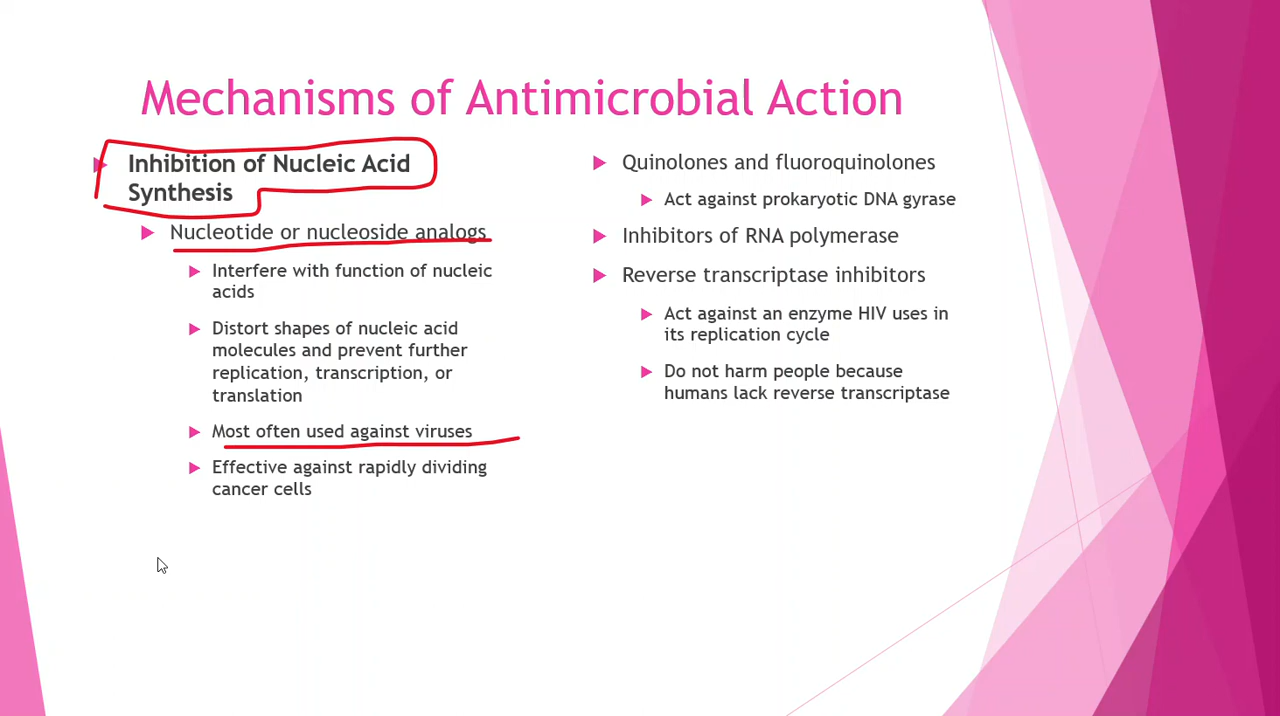 Mechanisms of Antimicrobial Action
Inhibition of Nucleic Acid
Synthesis
Nucleotide or nucleoside analogs
Interfere with function of nucleic
acids
Distort shapes of nucleic acid
molecules and prevent further
replication, transcription, or
translation
Most often used against viruses
Effective against rapidly dividing
cancer cells
Quinolones and fluoroquinolones
Act against prokaryotic DNA gyrase
Inhibitors of RNA polymerase
Reverse transcriptase inhibitors
Act against an enzyme HIV uses in
its replication cycle
Do not harm people because
humans lack reverse transcriptase